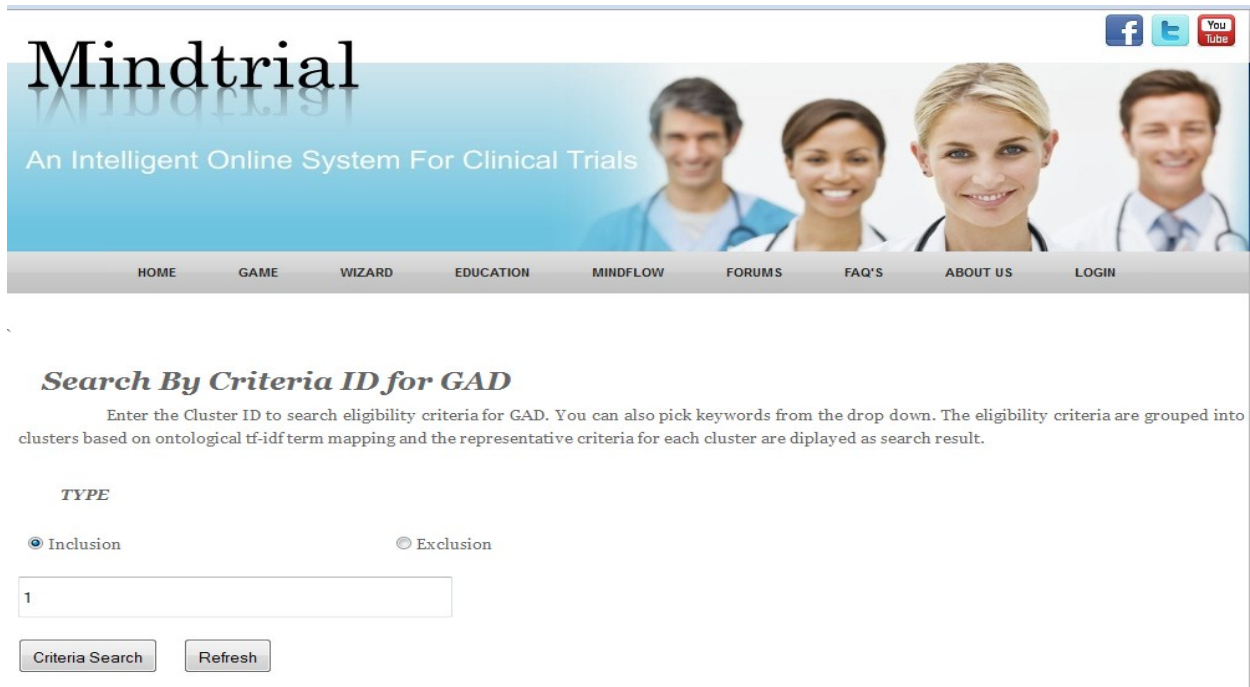 You Tube
Mindtrial
An Intelligent Online System For Clinical Trials
HOME GAME WIZARD EDUCATION MINDFLOW FORUMS FAQ'S ABOUT US LOGIN
`
Search By Criteria ID for GAD
Enter the Cluster ID to search eligibility criteria for GAD. You can also pick keywords from the drop down. The eligibility criteria are grouped into
clusters based on ontological tf-idf term mapping and the representative criteria for each cluster are diplayed as search result.
TYPE
Inclusion Exclusion
1
Criteria Search Refresh